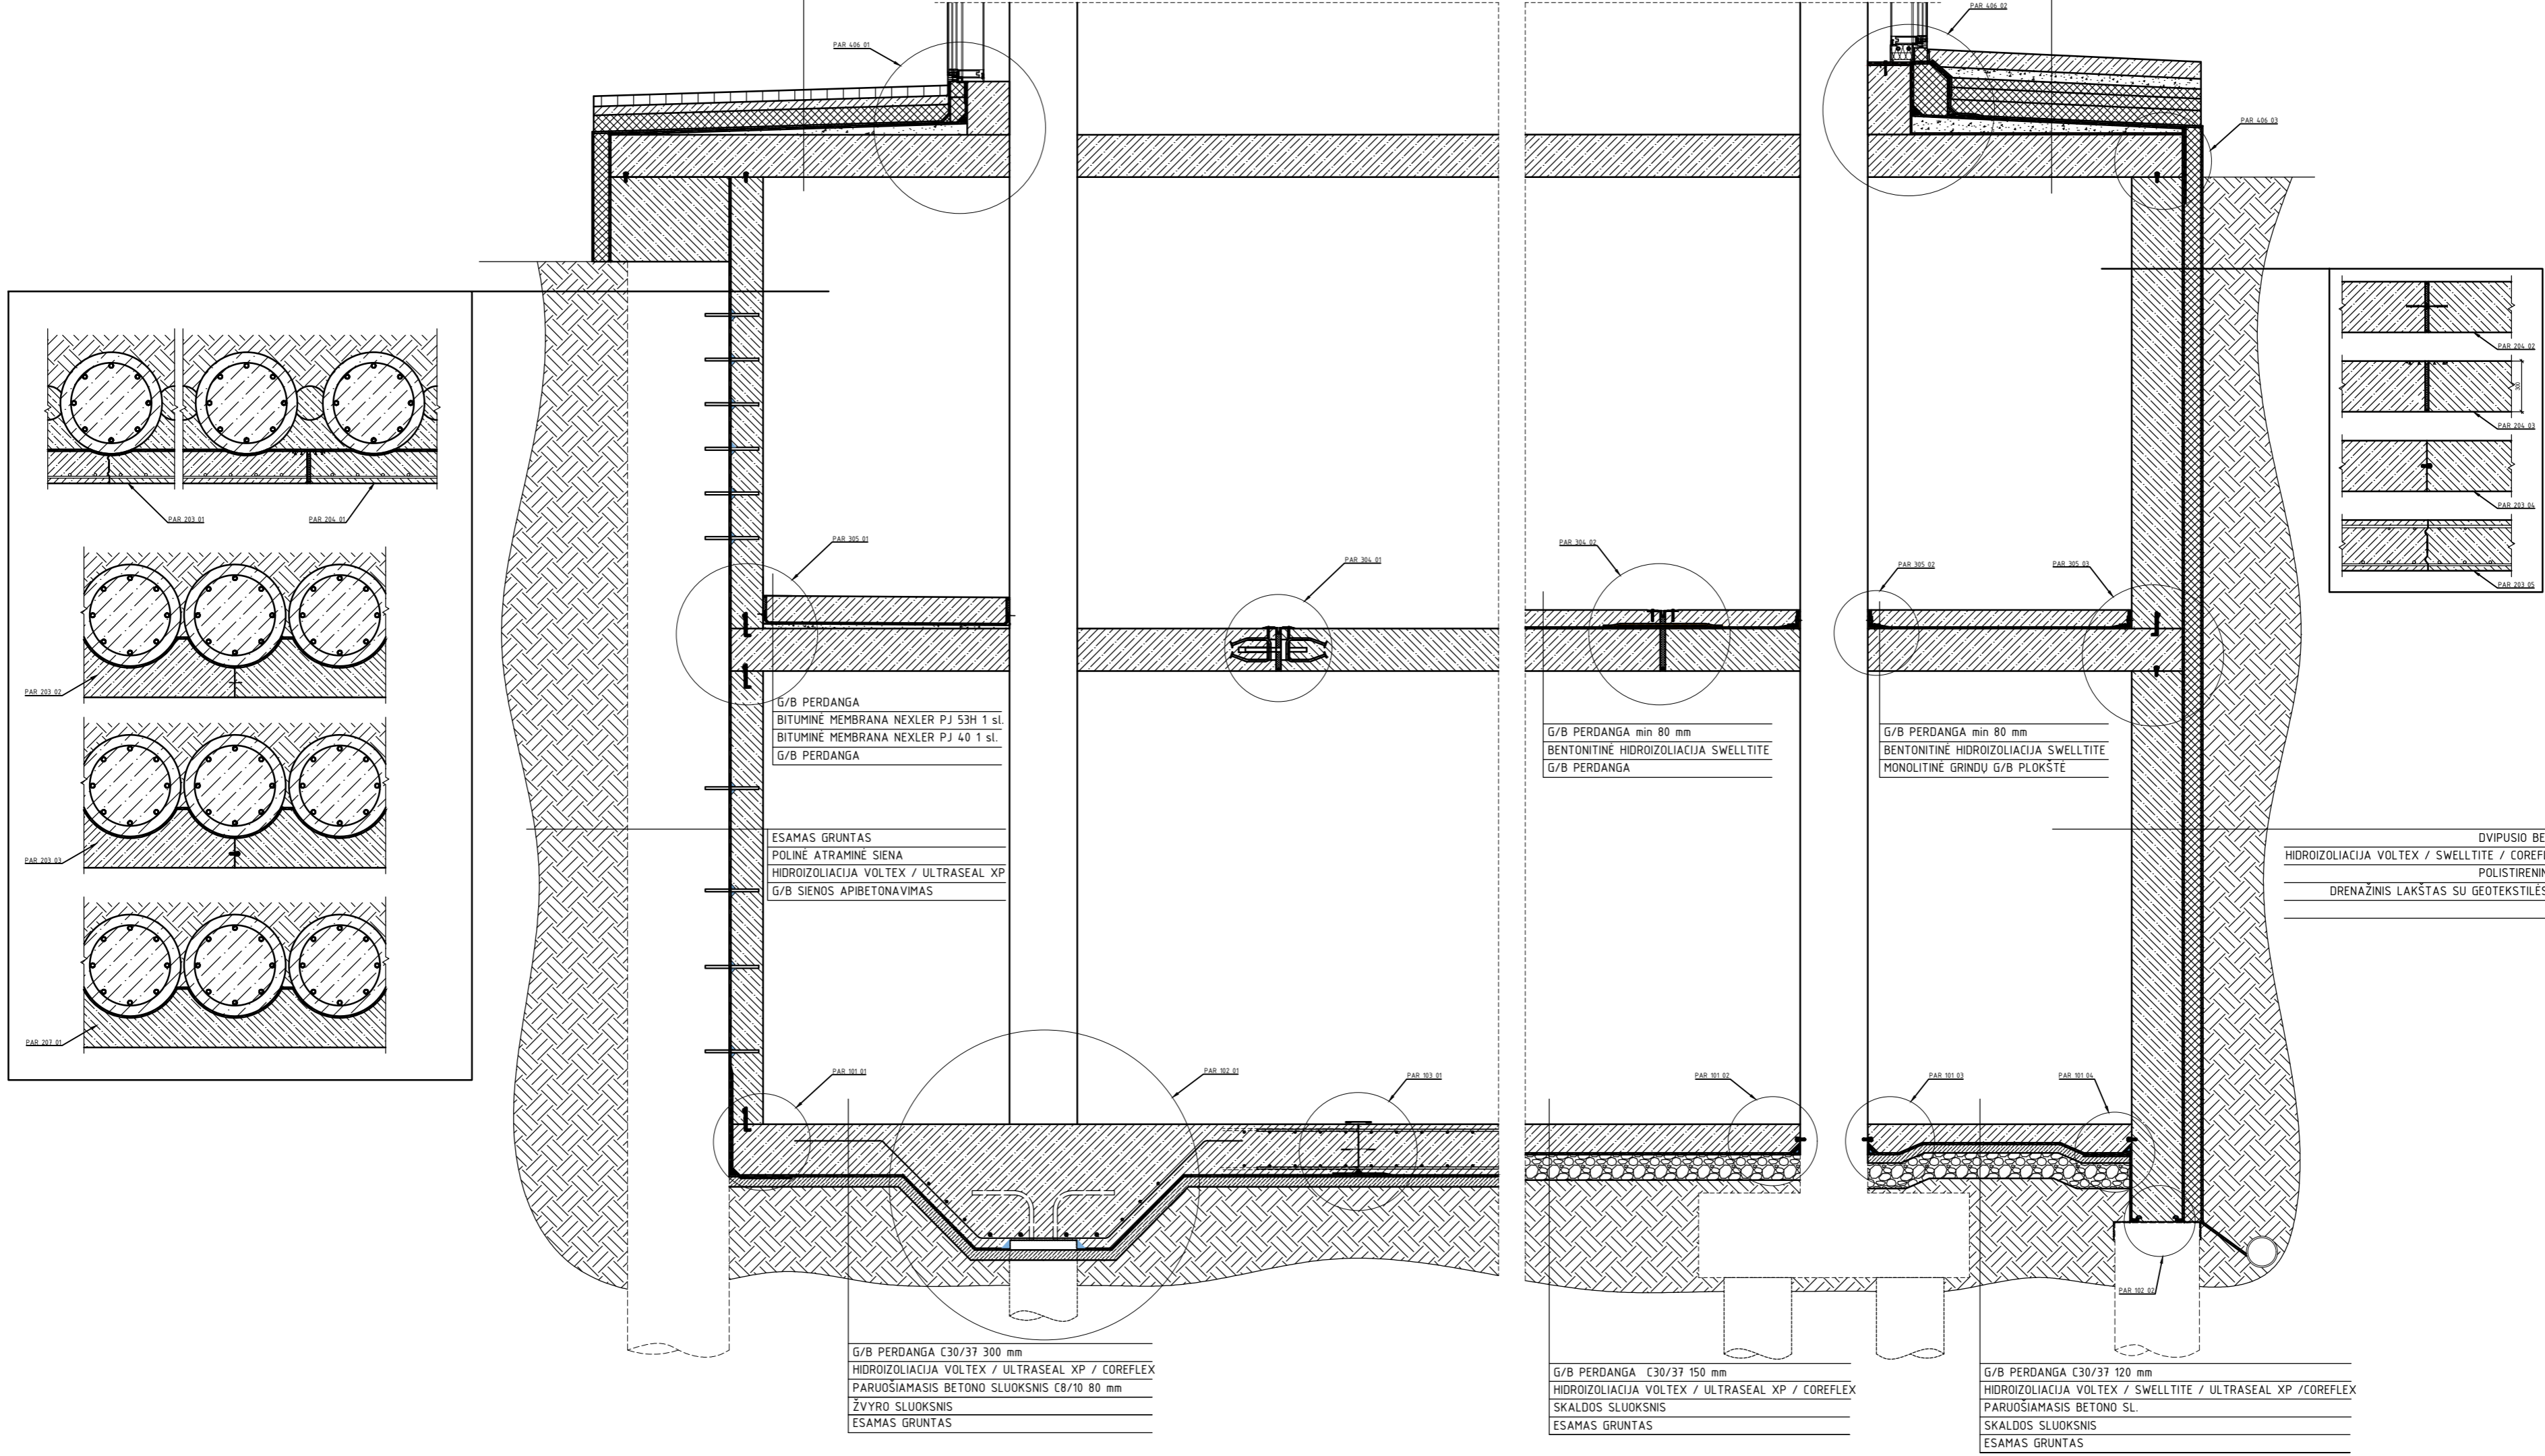 PAR 406 01
PAR 406 02
PAR 406 03
PAR 203 01
PAR 204 01
PAR 203 02
PAR 203 03
PAR 207 01
PAR 204 02
300
PAR 204 03
PAR 203 04
PAR 203 05
PAR 305 01
PAR 304 01
PAR 304 02
PAR 305 02
PAR 305 03
G/B PERDANGA
BITUMINĖ MEMBRANA NEXLER PJ 53H 1 sl.
BITUMINĖ MEMBRANA NEXLER PJ 40 1 sl.
G/B PERDANGA
G/B PERDANGA min 80 mm
BENTONITINĖ HIDROIZOLIACIJA SWELLTITE
G/B PERDANGA
G/B PERDANGA min 80 mm
BENTONITINĖ HIDROIZOLIACIJA SWELLTITE
MONOLITINĖ GRINDŲ G/B PLOKŠTĖ
ESAMAS GRUNTAS
POLINĖ ATRAMINĖ SIENA
HIDROIZOLIACIJA VOLTEX / ULTRASEAL XP
G/B SIENOS APIBETONAVIMAS
DVIPUSIO BE
HIDROIZOLIACIJA VOLTEX / SWELLTITE / COREF
POLISTIRENI
DRENAŽINIS LAKŠTAS SU GEOTEKSTILĖS
PAR 101 01
PAR 102 01
PAR 103 01
PAR 101 02
PAR 101 03
PAR 101 04
PAR 102 02
G/B PERDANGA C30/37 300 mm
HIDROIZOLIACIJA VOLTEX / ULTRASEAL XP / COREFLEX
PARUOŠIAMASIS BETONO SLUOKSNIS C8/10 80 mm
ŽVYRO SLUOKSNIS
ESAMAS GRUNTAS
G/B PERDANGA C30/37 150 mm
HIDROIZOLIACIJA VOLTEX / ULTRASEAL XP / COREFLEX
SKALDOS SLUOKSNIS
ESAMAS GRUNTAS
G/B PERDANGA C30/37 120 mm
HIDROIZOLIACIJA VOLTEX / SWELLTITE / ULTRASEAL XP /COREFLEX
PARUOŠIAMASIS BETONO SL.
SKALDOS SLUOKSNIS
ESAMAS GRUNTAS